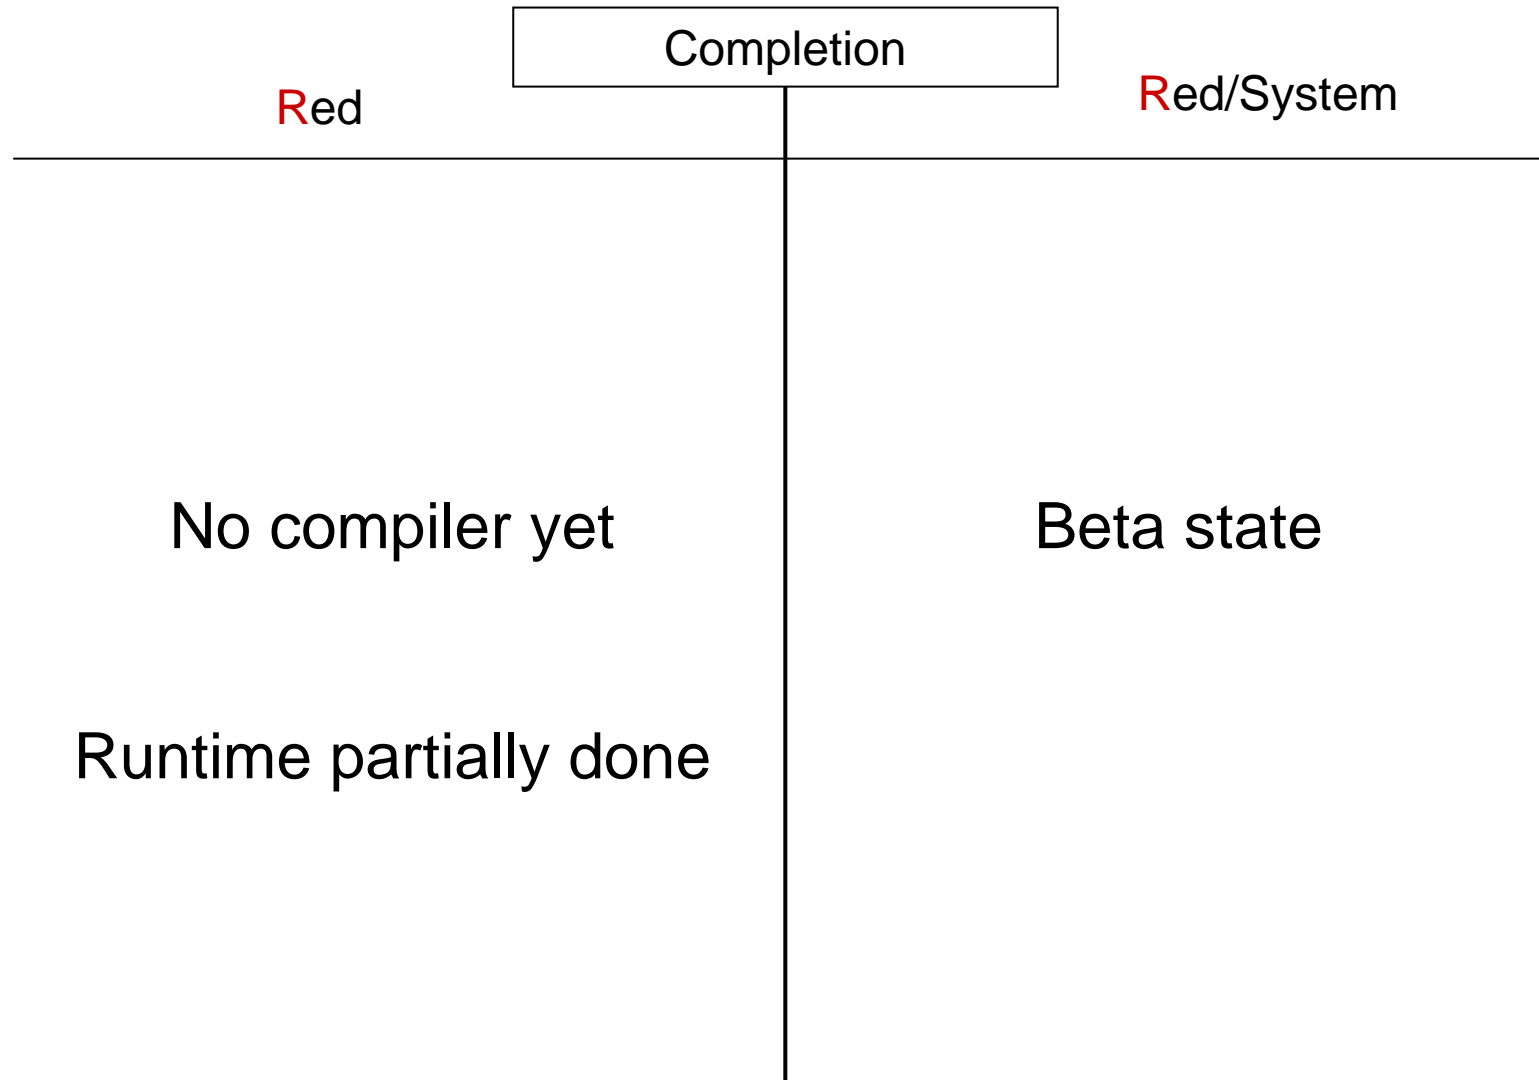 Completion
Red
Red/System
No compiler yet
Beta state
Runtime partially done